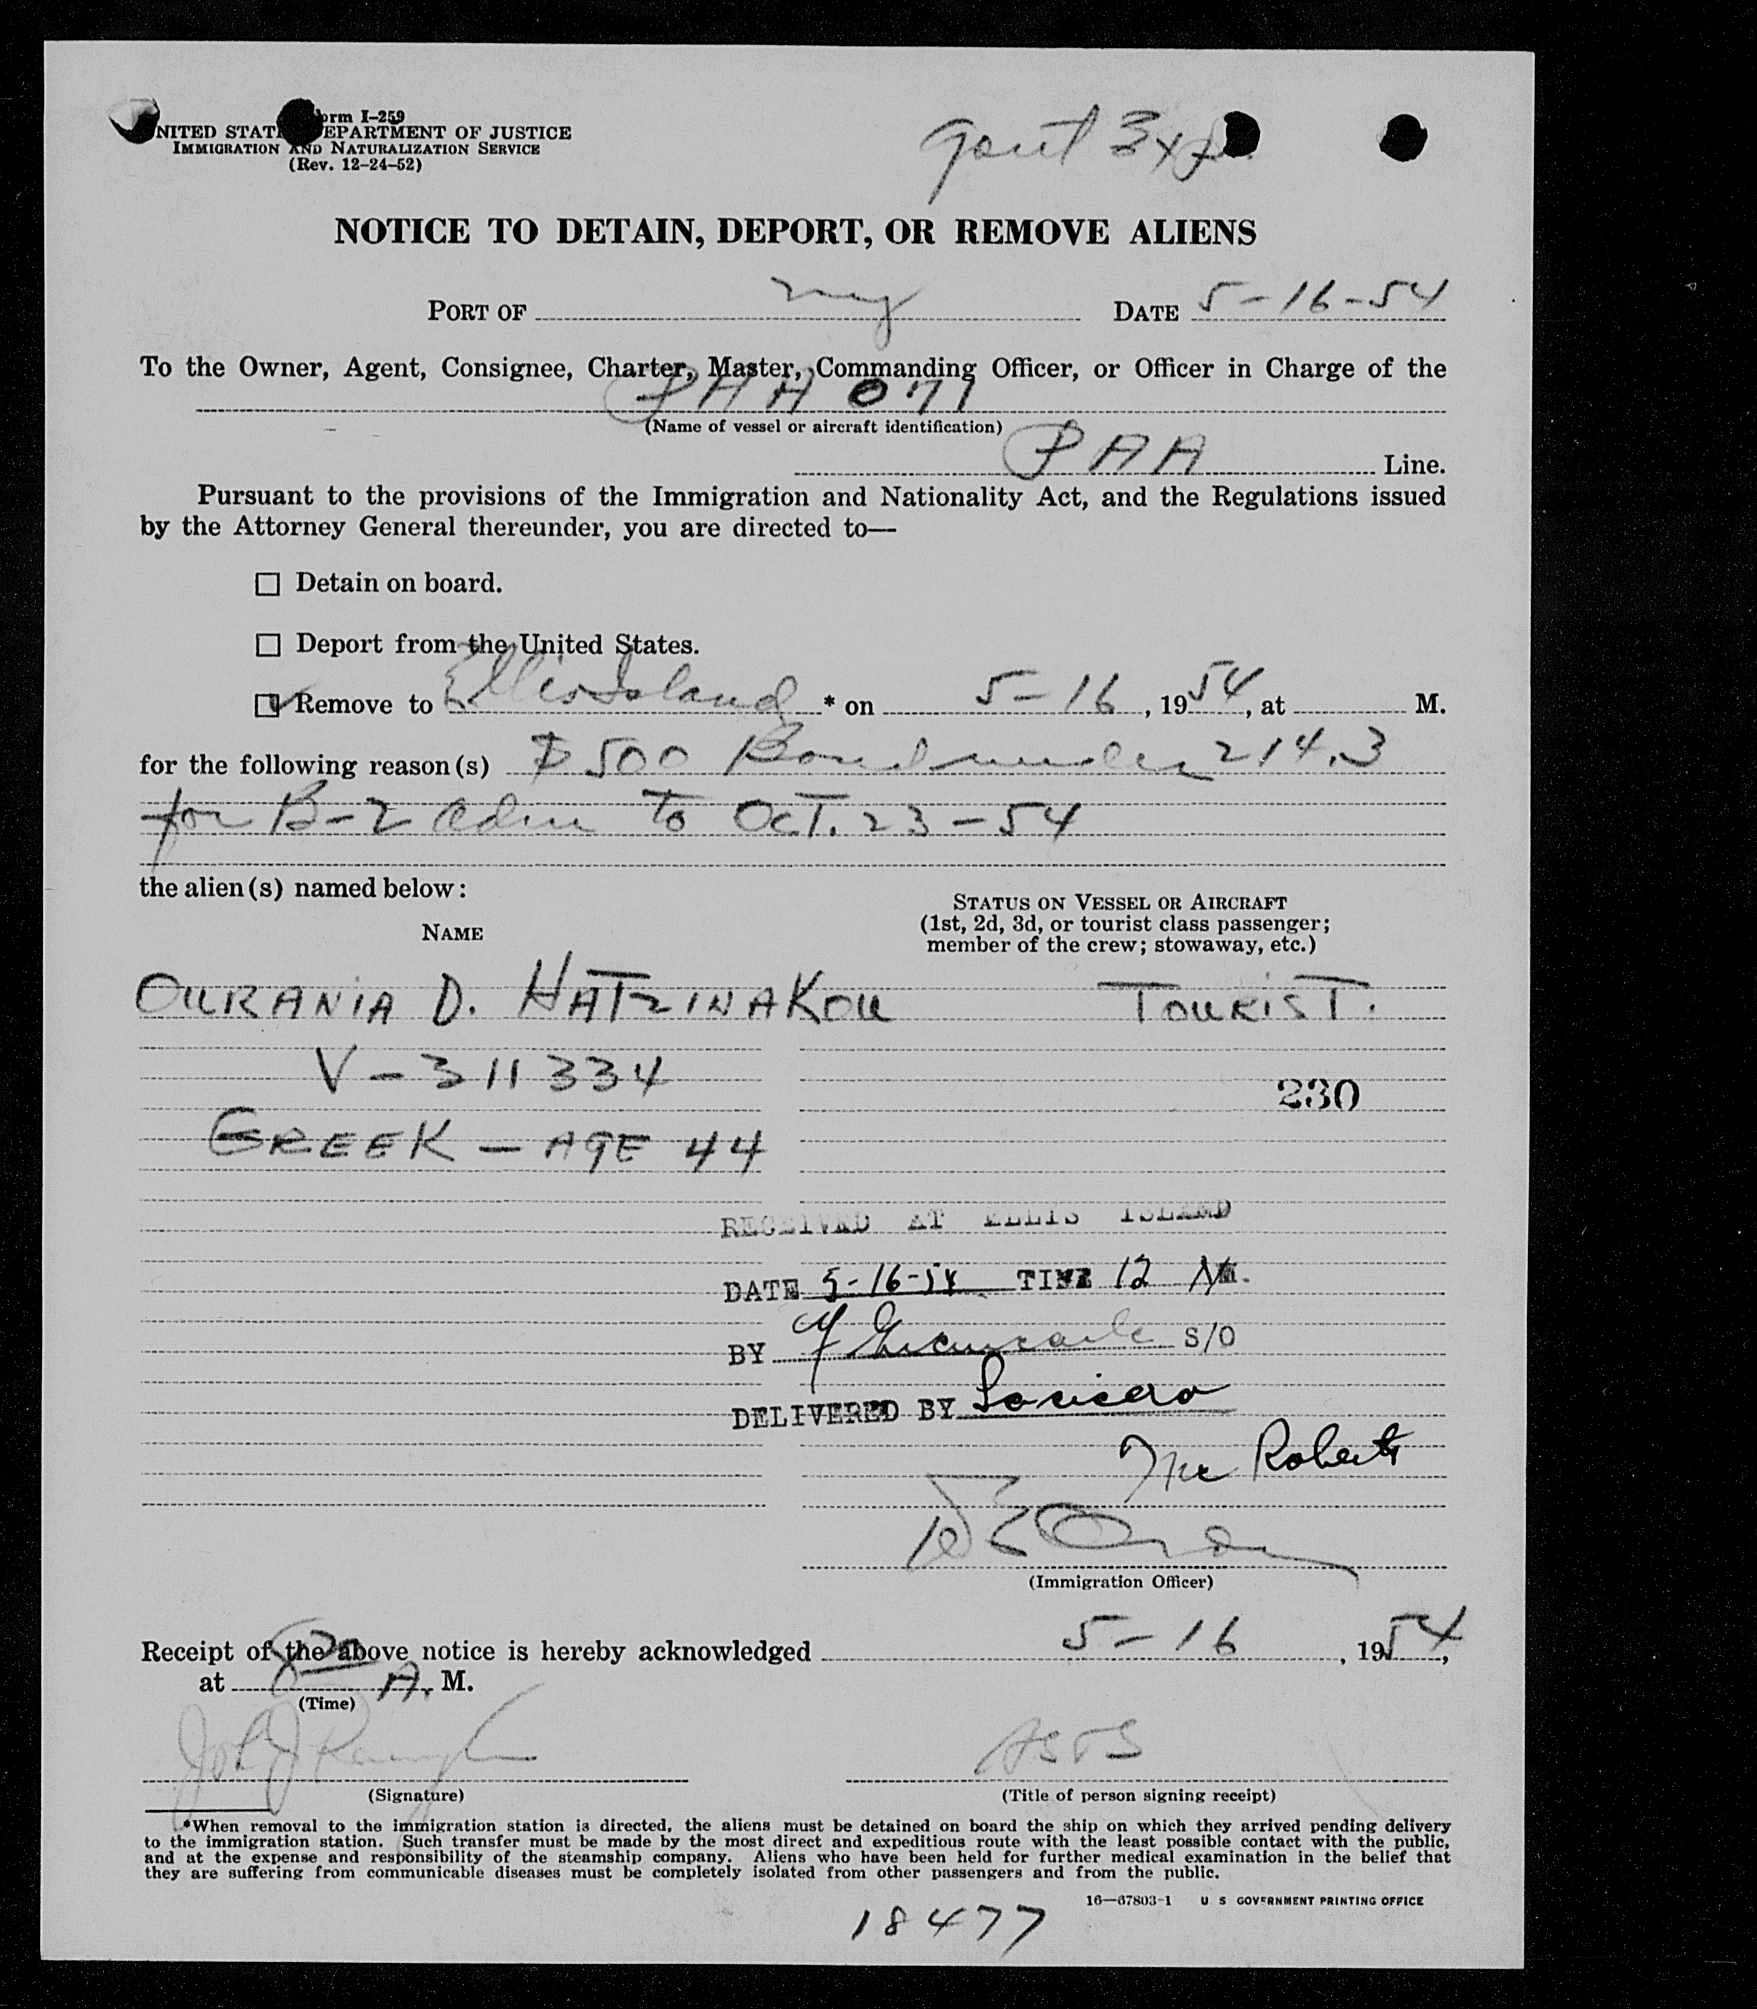 Form I-259
UNITED STATES DEPARTMENT OF JUSTICE
IMMIGRATION AND NATURALIZATION SERVICE
(Rev. 12-24-52)
NOTICE TO DETAIN, DEPORT, OR REMOVE ALIENS
PORT OF ny DATE 5-16-54
To the Owner, Agent, Consignee, Charter, Master, Commanding Officer, or Officer in Charge of the
PAA 071
(Name of vessel or aircraft identification)
PAA Line.
Pursuant to the provisions of the Immigration and Nationality Act, and the Regulations issued
by the Attorney General thereunder, you are directed to—
☐ Detain on board.
☐ Deport from the United States.
☑ Remove to Ellis Island * on 5-16, 1954, at M.
for the following reason(s) $500 Bond under 214.3
for B-2 adm to OCT. 23-54
the alien(s) named below:
NAME
STATUS ON VESSEL OR AIRCRAFT
(1st, 2d, 3d, or tourist class passenger;
member of the crew; stowaway, etc.)
OURANIA D. HATZINAKOU TOURIST.
V-311334
230
GREEK - AGE 44
RECEIVED AT ELLIS ISLAND
DATE 5-16-54 TIME 12 M.
BY S/O
DELIVERED BY Locicero
Mc Roberts
(Immigration Officer)
Receipt of the above notice is hereby acknowledged 5-16, 1954,
at A. M.
(Time)
(Signature) (Title of person signing receipt)
*When removal to the immigration station is directed, the aliens must be detained on board the ship on which they arrived pending delivery
to the immigration station. Such transfer must be made by the most direct and expeditious route with the least possible contact with the public,
and at the expense and responsibility of the steamship company. Aliens who have been held for further medical examination in the belief that
they are suffering from communicable diseases must be completely isolated from other passengers and from the public.
16—67803-1 U S GOVERNMENT PRINTING OFFICE
18477